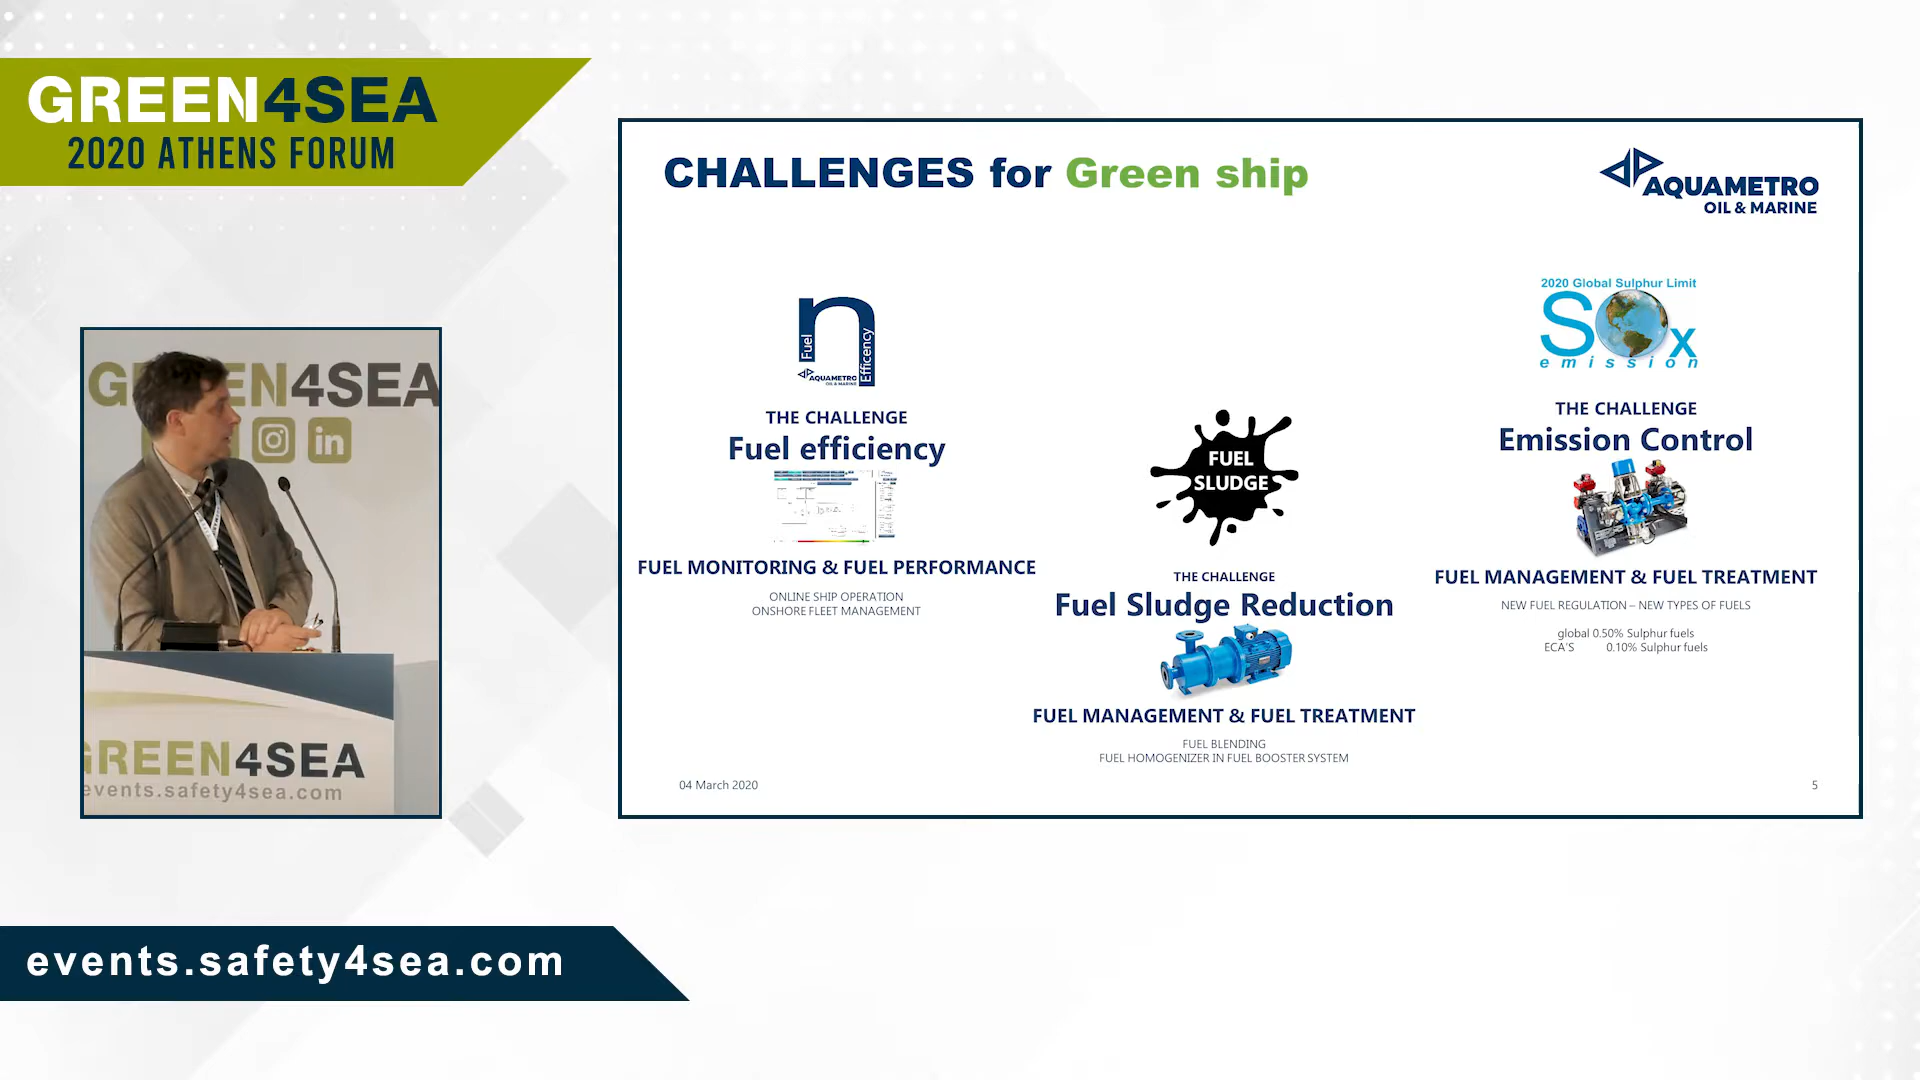 GREEN4SEA
2020 ATHENS FORUM
GREEN4SEA
in
GREEN4SEA
events.safety4sea.com
CHALLENGES for Green ship
AQUAMETRO
OIL & MARINE
n
Fuel
Efficency
AQUAMETRO
OIL & MARINE
THE CHALLENGE
Fuel efficiency
FUEL MONITORING & FUEL PERFORMANCE
ONLINE SHIP OPERATION
ONSHORE FLEET MANAGEMENT
FUEL
SLUDGE
THE CHALLENGE
Fuel Sludge Reduction
FUEL MANAGEMENT & FUEL TREATMENT
FUEL BLENDING
FUEL HOMOGENIZER IN FUEL BOOSTER SYSTEM
2020 Global Sulphur Limit
SOx
emission
THE CHALLENGE
Emission Control
FUEL MANAGEMENT & FUEL TREATMENT
NEW FUEL REGULATION – NEW TYPES OF FUELS
global 0.50% Sulphur fuels
ECA'S 0.10% Sulphur fuels
04 March 2020
5
events.safety4sea.com